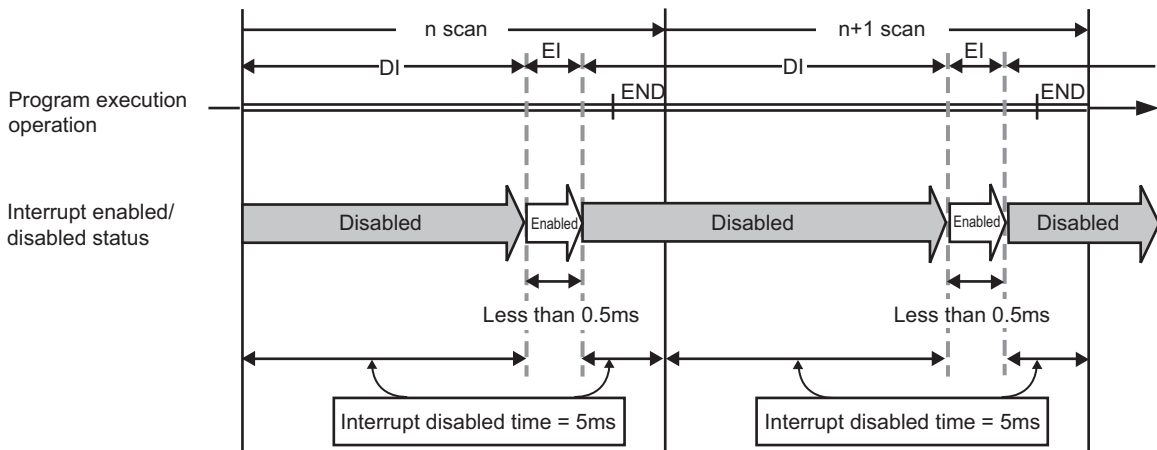 n scan
n+1 scan
EI
EI
DI
DI
Program execution
operation
END
END
Interrupt enabled/
disabled status
Disabled
Enabled
Disabled
Enabled
Disabled
Less than 0.5ms
Less than 0.5ms
Interrupt disabled time = 5ms
Interrupt disabled time = 5ms